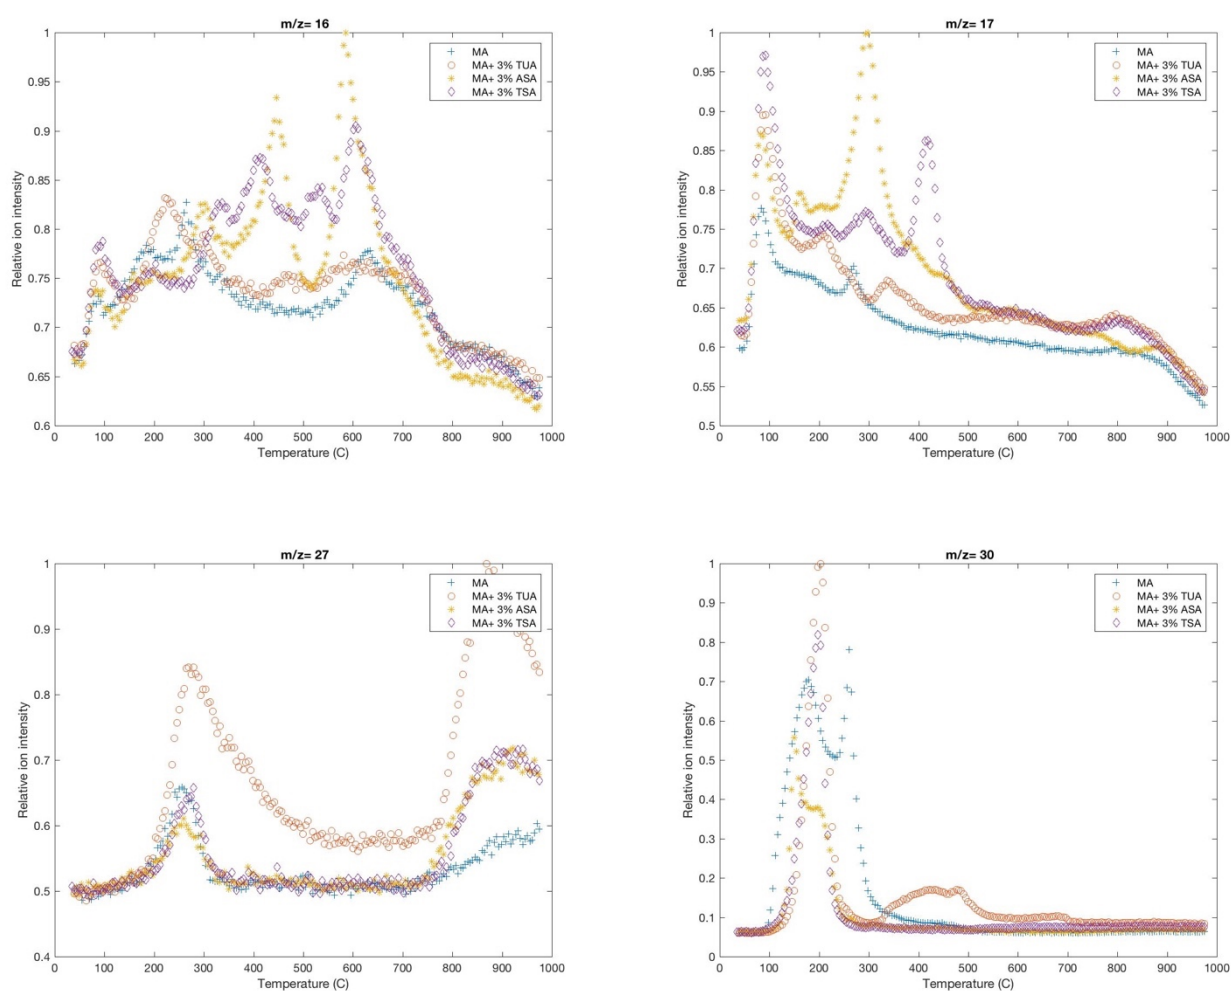 m/z= 16
1
0.95
0.9
0.85
0.8
0.75
0.7
0.65
0.6
Relative ion intensity
MA
MA+ 3% TUA
MA+ 3% ASA
MA+ 3% TSA
0 100 200 300 400 500 600 700 800 900 1000
Temperature (C)
m/z= 17
1
0.95
0.9
0.85
0.8
0.75
0.7
0.65
0.6
0.55
0.5
Relative ion intensity
MA
MA+ 3% TUA
MA+ 3% ASA
MA+ 3% TSA
0 100 200 300 400 500 600 700 800 900 1000
Temperature (C)
m/z= 27
1
0.9
0.8
0.7
0.6
0.5
0.4
Relative ion intensity
MA
MA+ 3% TUA
MA+ 3% ASA
MA+ 3% TSA
0 100 200 300 400 500 600 700 800 900 1000
Temperature (C)
m/z= 30
1
0.9
0.8
0.7
0.6
0.5
0.4
0.3
0.2
0.1
0
Relative ion intensity
MA
MA+ 3% TUA
MA+ 3% ASA
MA+ 3% TSA
0 100 200 300 400 500 600 700 800 900 1000
Temperature (C)